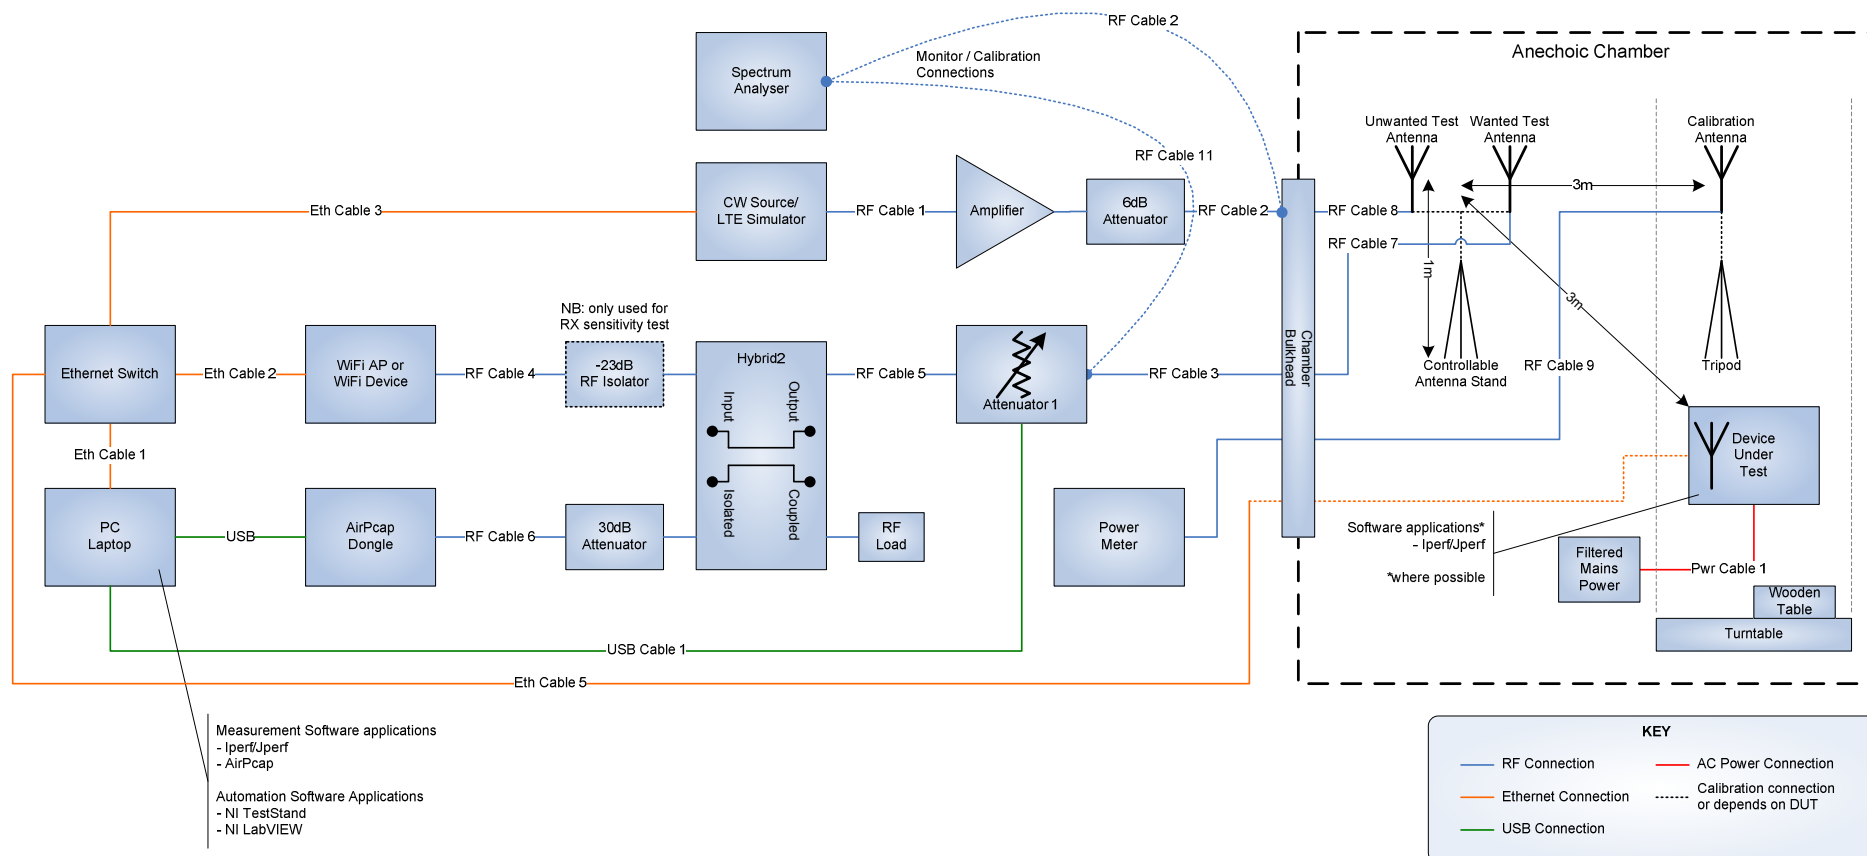 RF Cable 2
Anechoic Chamber
Monitor / Calibration
Connections
Spectrum
Analyser
Unwanted Test
Antenna
Wanted Test
Antenna
Calibration
Antenna
RF Cable 11
3m
CW Source/
LTE Simulator
RF Cable 1
Amplifier
6dB
Attenuator
RF Cable 2
RF Cable 8
Eth Cable 3
RF Cable 7
1m
3m
NB: only used for
RX sensitivity test
Ethernet Switch
Eth Cable 2
WiFi AP or
WiFi Device
RF Cable 4
-23dB
RF Isolator
Hybrid2
Input
Output
Isolated
Coupled
RF Cable 5
Attenuator 1
RF Cable 3
Chamber
Bulkhead
Controllable
Antenna Stand
RF Cable 9
Tripod
Eth Cable 1
Device
Under
Test
PC
Laptop
USB
AirPcap
Dongle
RF Cable 6
30dB
Attenuator
RF
Load
Power
Meter
Software applications*
- Iperf/Jperf
*where possible
Filtered
Mains
Power
Pwr Cable 1
Wooden
Table
Turntable
USB Cable 1
Eth Cable 5
Measurement Software applications
- Iperf/Jperf
- AirPcap
Automation Software Applications
- NI TestStand
- NI LabVIEW
KEY
RF Connection
AC Power Connection
Ethernet Connection
Calibration connection
or depends on DUT
USB Connection